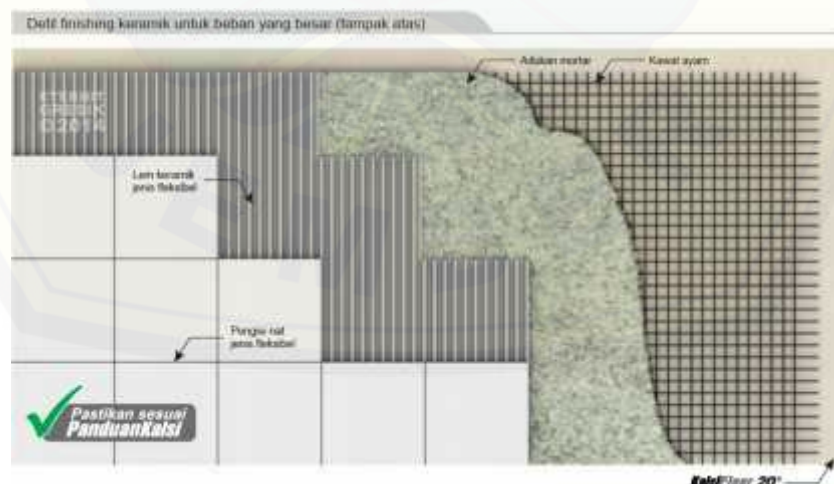 Detil finishing keramik untuk beban yang besar (tampak atas)
Adukan mortar
Kawat ayam
Lem keramik
jenis fleksibel
Pengisi nat
jenis fleksibel
Pastikan sesuai
PanduanKalsi
KalsiFloor 20*